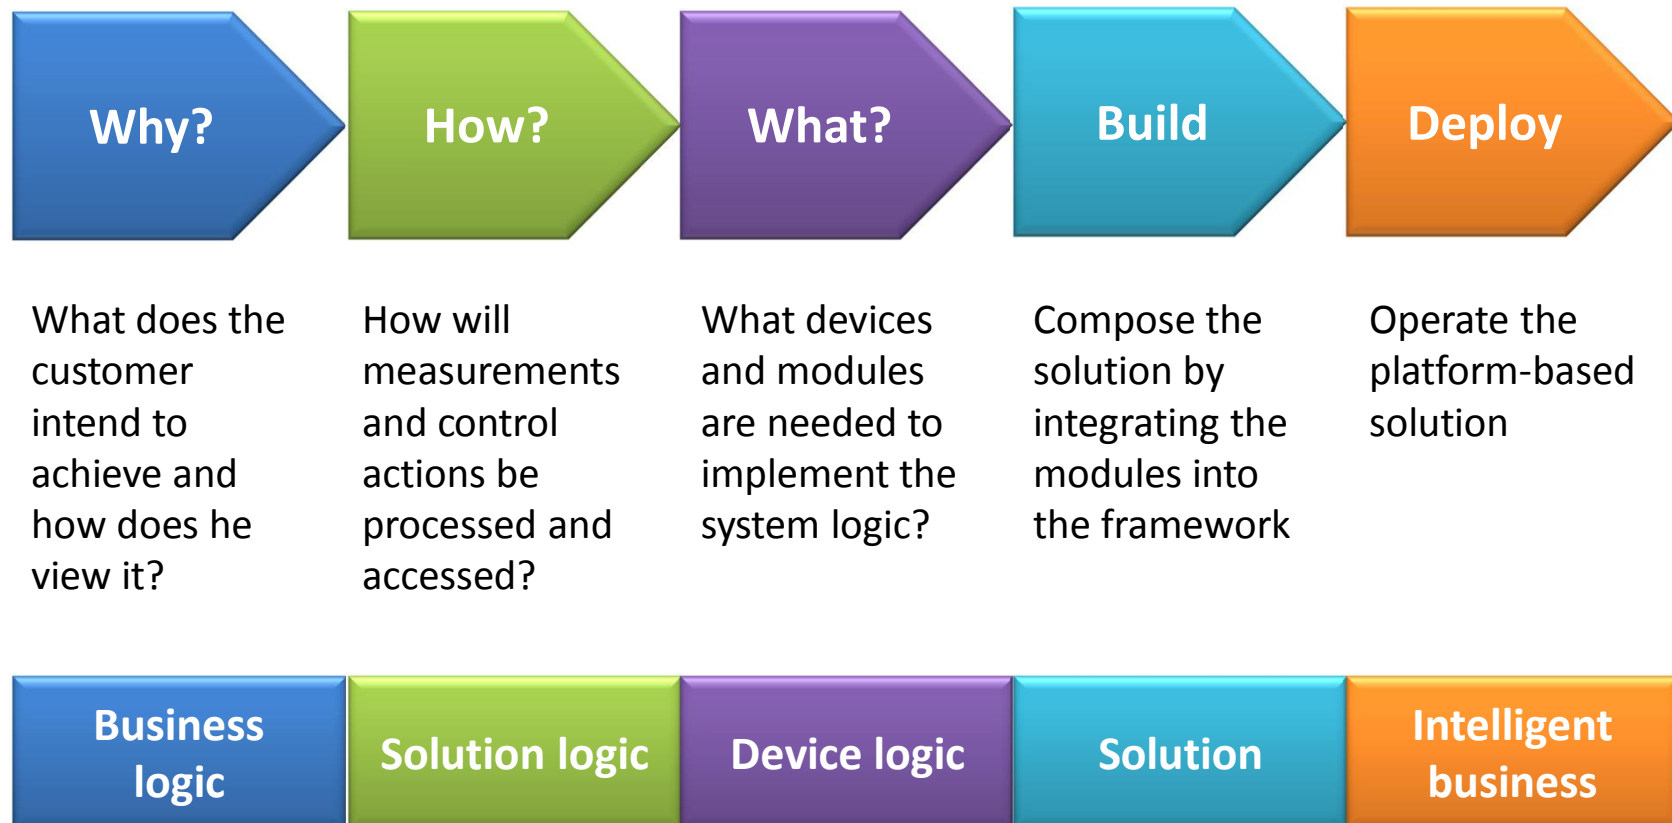 Why?
How?
What?
Build
Deploy
What does the
customer
intend to
achieve and
how does he
view it?
How will
measurements
and control
actions be
processed and
accessed?
What devices
and modules
are needed to
implement the
system logic?
Compose the
solution by
integrating the
modules into
the framework
Operate the
platform-based
solution
Business
logic
Solution logic
Device logic
Solution
Intelligent
business